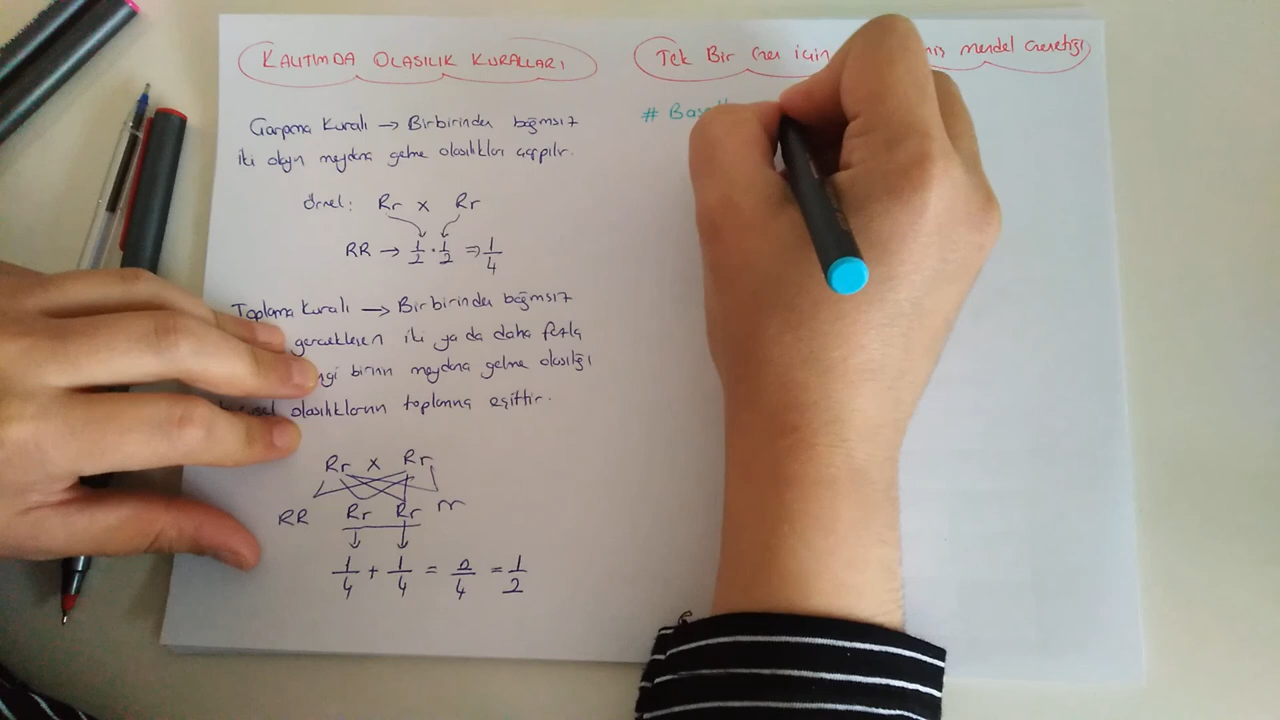 KALITIMDA OLASILIK KURALLARI
Çarpma Kuralı → Birbirinden bağımsız
iki olayın meydana gelme olasılıkları çarpılır.
Örnek: Rr x Rr
RR → 1/2 · 1/2 ⇒ 1/4
Toplama Kuralı → Birbirinden bağımsız
gerçekleşen iki ya da daha fazla
birinin meydana gelme olasılığı
olasılıklarının toplamına eşittir.
Rr x Rr
RR Rr Rr rr
1/4 + 1/4 = 2/4 = 1/2
Tek Bir Gen için mendel Genetiği
#